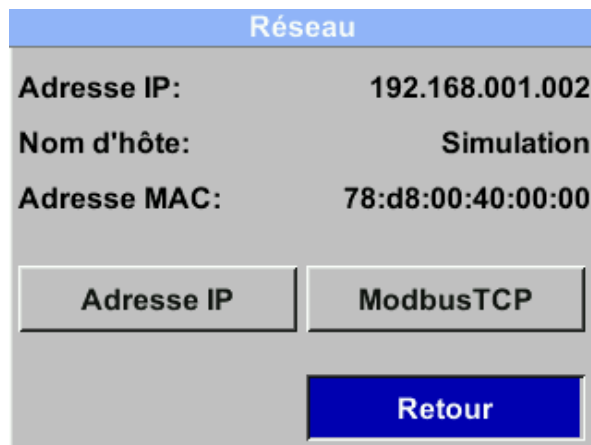 Réseau
Adresse IP: 192.168.001.002
Nom d'hôte: Simulation
Adresse MAC: 78:d8:00:40:00:00
Adresse IP ModbusTCP
Retour